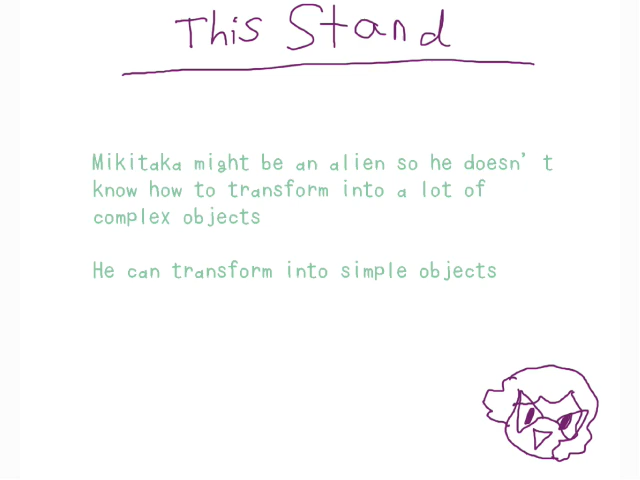 This Stand
Mikitaka might be an alien so he doesn't
know how to transform into a lot of
complex objects
He can transform into simple objects